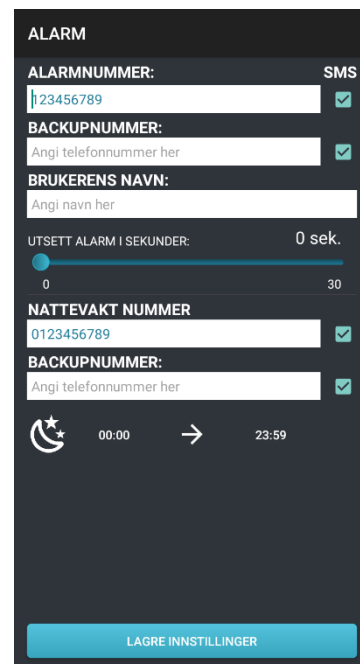 ALARM
ALARMNUMMER: SMS
123456789
BACKUPNUMMER:
Angi telefonnummer her
BRUKERENS NAVN:
Angi navn her
UTSETT ALARM I SEKUNDER: 0 sek.
0 30
NATTEVAKT NUMMER
0123456789
BACKUPNUMMER:
Angi telefonnummer her
00:00 → 23:59
LAGRE INNSTILLINGER